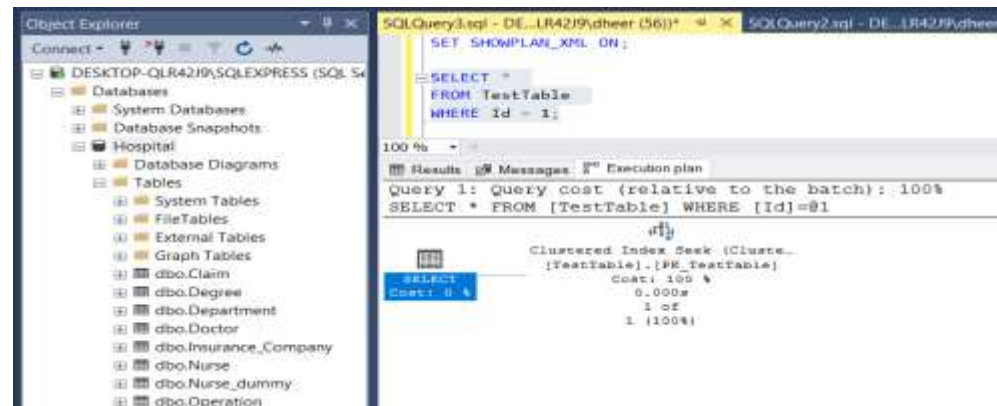 Object Explorer
Connect
DESKTOP-QLR42J9\SQLEXPRESS (SQL Se
Databases
System Databases
Database Snapshots
Hospital
Database Diagrams
Tables
System Tables
FileTables
External Tables
Graph Tables
dbo.Claim
dbo.Degree
dbo.Department
dbo.Doctor
dbo.Insurance_Company
dbo.Nurse
dbo.Nurse_dummy
dbo.Operation
SQLQuery3.sql - DE...LR42J9\dheer (56))*
SQLQuery2.sql - DE...LR42J9\dheer
SET SHOWPLAN_XML ON;
SELECT *
FROM TestTable
WHERE Id = 1;
100 %
Results Messages Execution plan
Query 1: Query cost (relative to the batch): 100%
SELECT * FROM [TestTable] WHERE [Id]=@1
SELECT
Cost: 0 %
Clustered Index Seek (Cluste...
[TestTable].[PK_TestTable]
Cost: 100 %
0.000s
1 of
1 (100%)